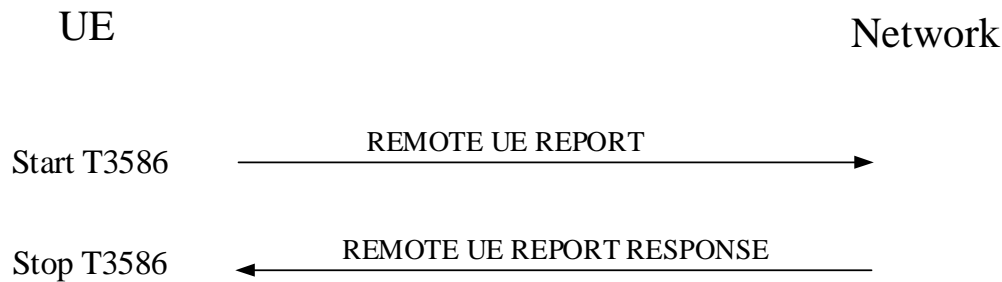 UE
Network
Start T3586
REMOTE UE REPORT
Stop T3586
REMOTE UE REPORT RESPONSE